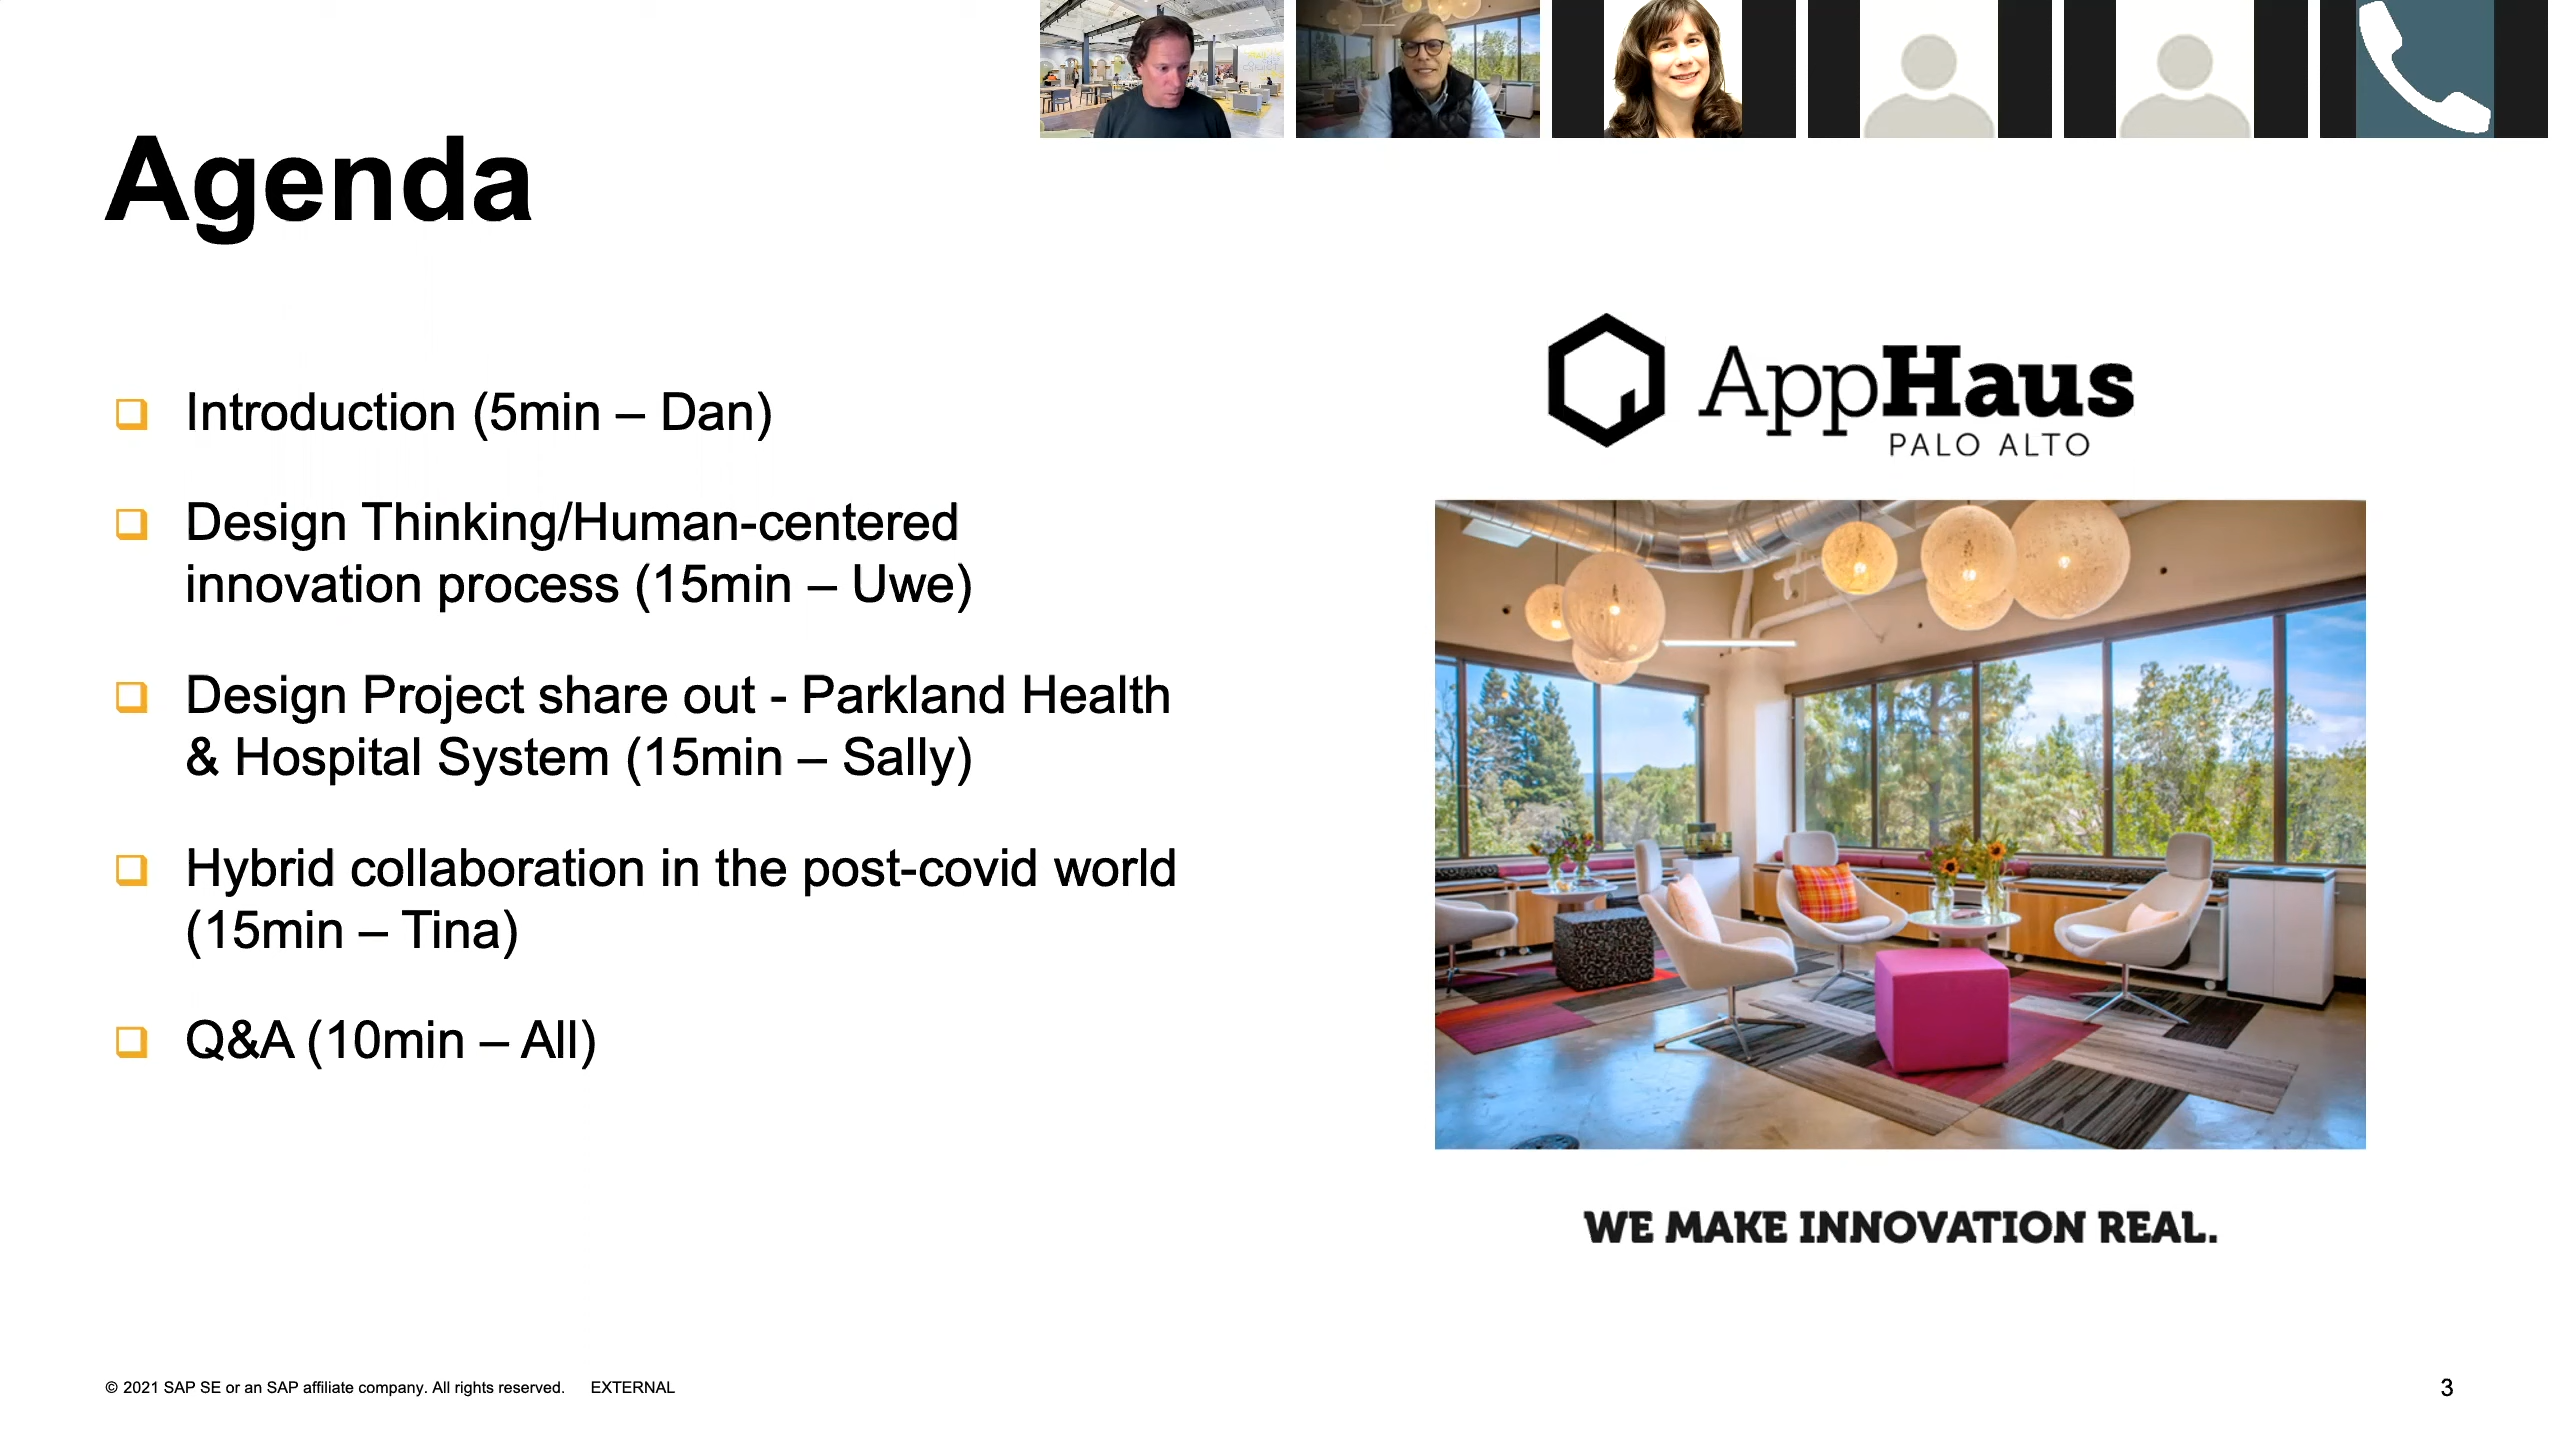 Agenda
Introduction (5min – Dan)
Design Thinking/Human-centered
innovation process (15min – Uwe)
Design Project share out - Parkland Health
& Hospital System (15min – Sally)
Hybrid collaboration in the post-covid world
(15min – Tina)
Q&A (10min – All)
AppHaus
PALO ALTO
WE MAKE INNOVATION REAL.
© 2021 SAP SE or an SAP affiliate company. All rights reserved. EXTERNAL
3